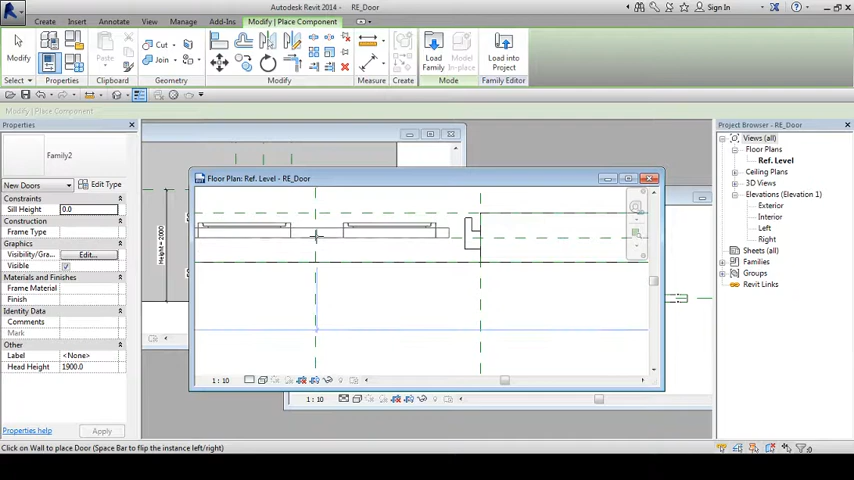 Autodesk Revit 2014 - RE_Door
Sign In
Create Insert Annotate View Manage Add-Ins Modify | Place Component
Modify
Cut
Join
Paste
Load Family
Model In-place
Load into Project
Select Properties Clipboard Geometry Modify Measure Create Mode Family Editor
Modify | Place Component
Properties
Family2
New Doors
Edit Type
Constraints
Sill Height 0.0
Construction
Frame Type
Graphics
Visibility/Gra... Edit...
Visible
Materials and Finishes
Frame Material
Finish
Identity Data
Comments
Mark
Other
Label <None>
Head Height 1900.0
Properties help
Apply
Height = 2000
Floor Plan: Ref. Level - RE_Door
1 : 10
1 : 10
Project Browser - RE_Door
Views (all)
Floor Plans
Ref. Level
Ceiling Plans
3D Views
Elevations (Elevation 1)
Exterior
Interior
Left
Right
Sheets (all)
Families
Groups
Revit Links
Click on Wall to place Door (Space Bar to flip the instance left/right)
:0